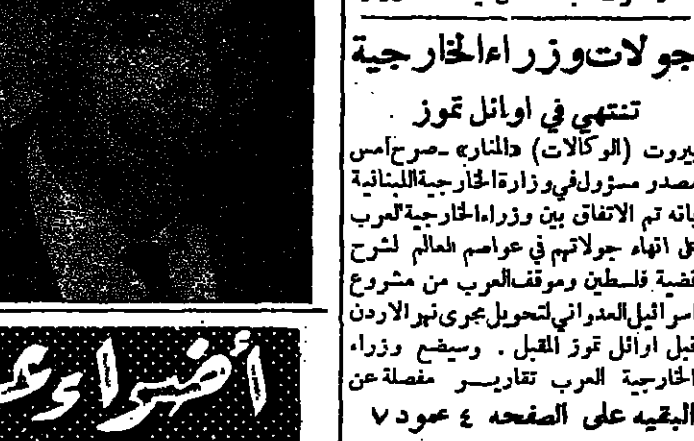 جولات وزراء الخارجية
تنتهي في اوائل تموز
بيروت (الوكالات) «المنار» - صرح امس
مصدر مسؤول في وزارة الخارجية اللبنانية
بانه تم الاتفاق بين وزراء الخارجية العرب
على انهاء جولاتهم في عواصم العالم لشرح
قضية فلسطين وموقف العرب من مشروع
اسرائيل العدواني لتحويل مجرى نهر الاردن
قبل اوائل تموز المقبل . وسيضع وزراء
الخارجية العرب تقاريــر مفصلة عن
البقيه على الصفحه ٤ عمود ٧
أضواء